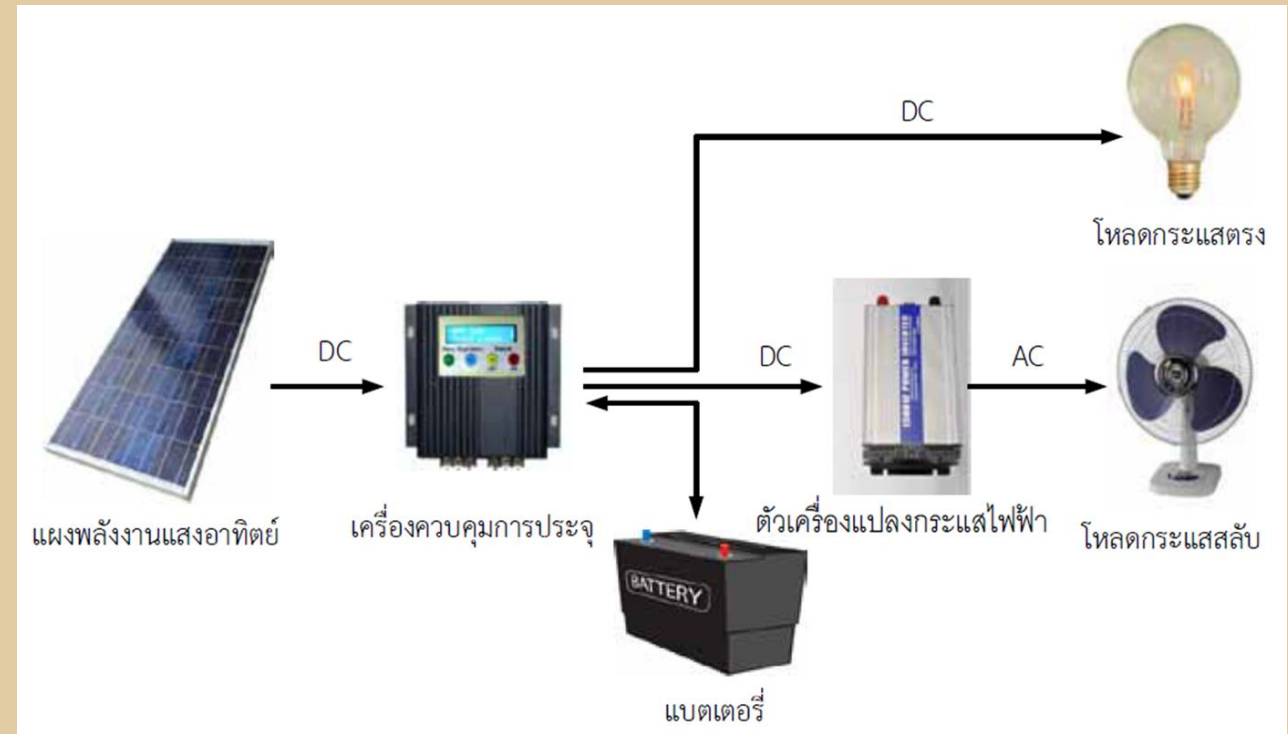 DC
โหลดกระแสตรง
DC
DC
AC
แผงพลังงานแสงอาทิตย์
เครื่องควบคุมการประจุ
ตัวเครื่องแปลงกระแสไฟฟ้า
โหลดกระแสสลับ
BATTERY
แบตเตอรี่